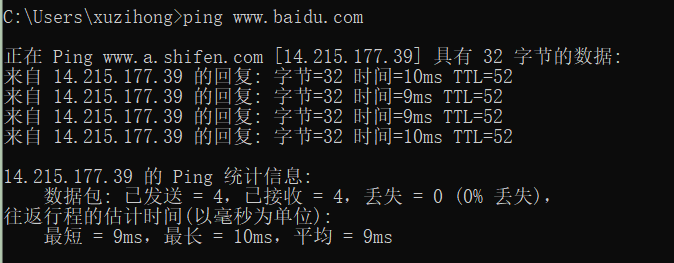 C:\Users\xuzihong>ping www.baidu.com
正在 Ping www.a.shifen.com [14.215.177.39] 具有 32 字节的数据:
来自 14.215.177.39 的回复: 字节=32 时间=10ms TTL=52
来自 14.215.177.39 的回复: 字节=32 时间=9ms TTL=52
来自 14.215.177.39 的回复: 字节=32 时间=9ms TTL=52
来自 14.215.177.39 的回复: 字节=32 时间=10ms TTL=52
14.215.177.39 的 Ping 统计信息:
数据包: 已发送 = 4，已接收 = 4，丢失 = 0 (0% 丢失)，
往返行程的估计时间(以毫秒为单位):
最短 = 9ms，最长 = 10ms，平均 = 9ms